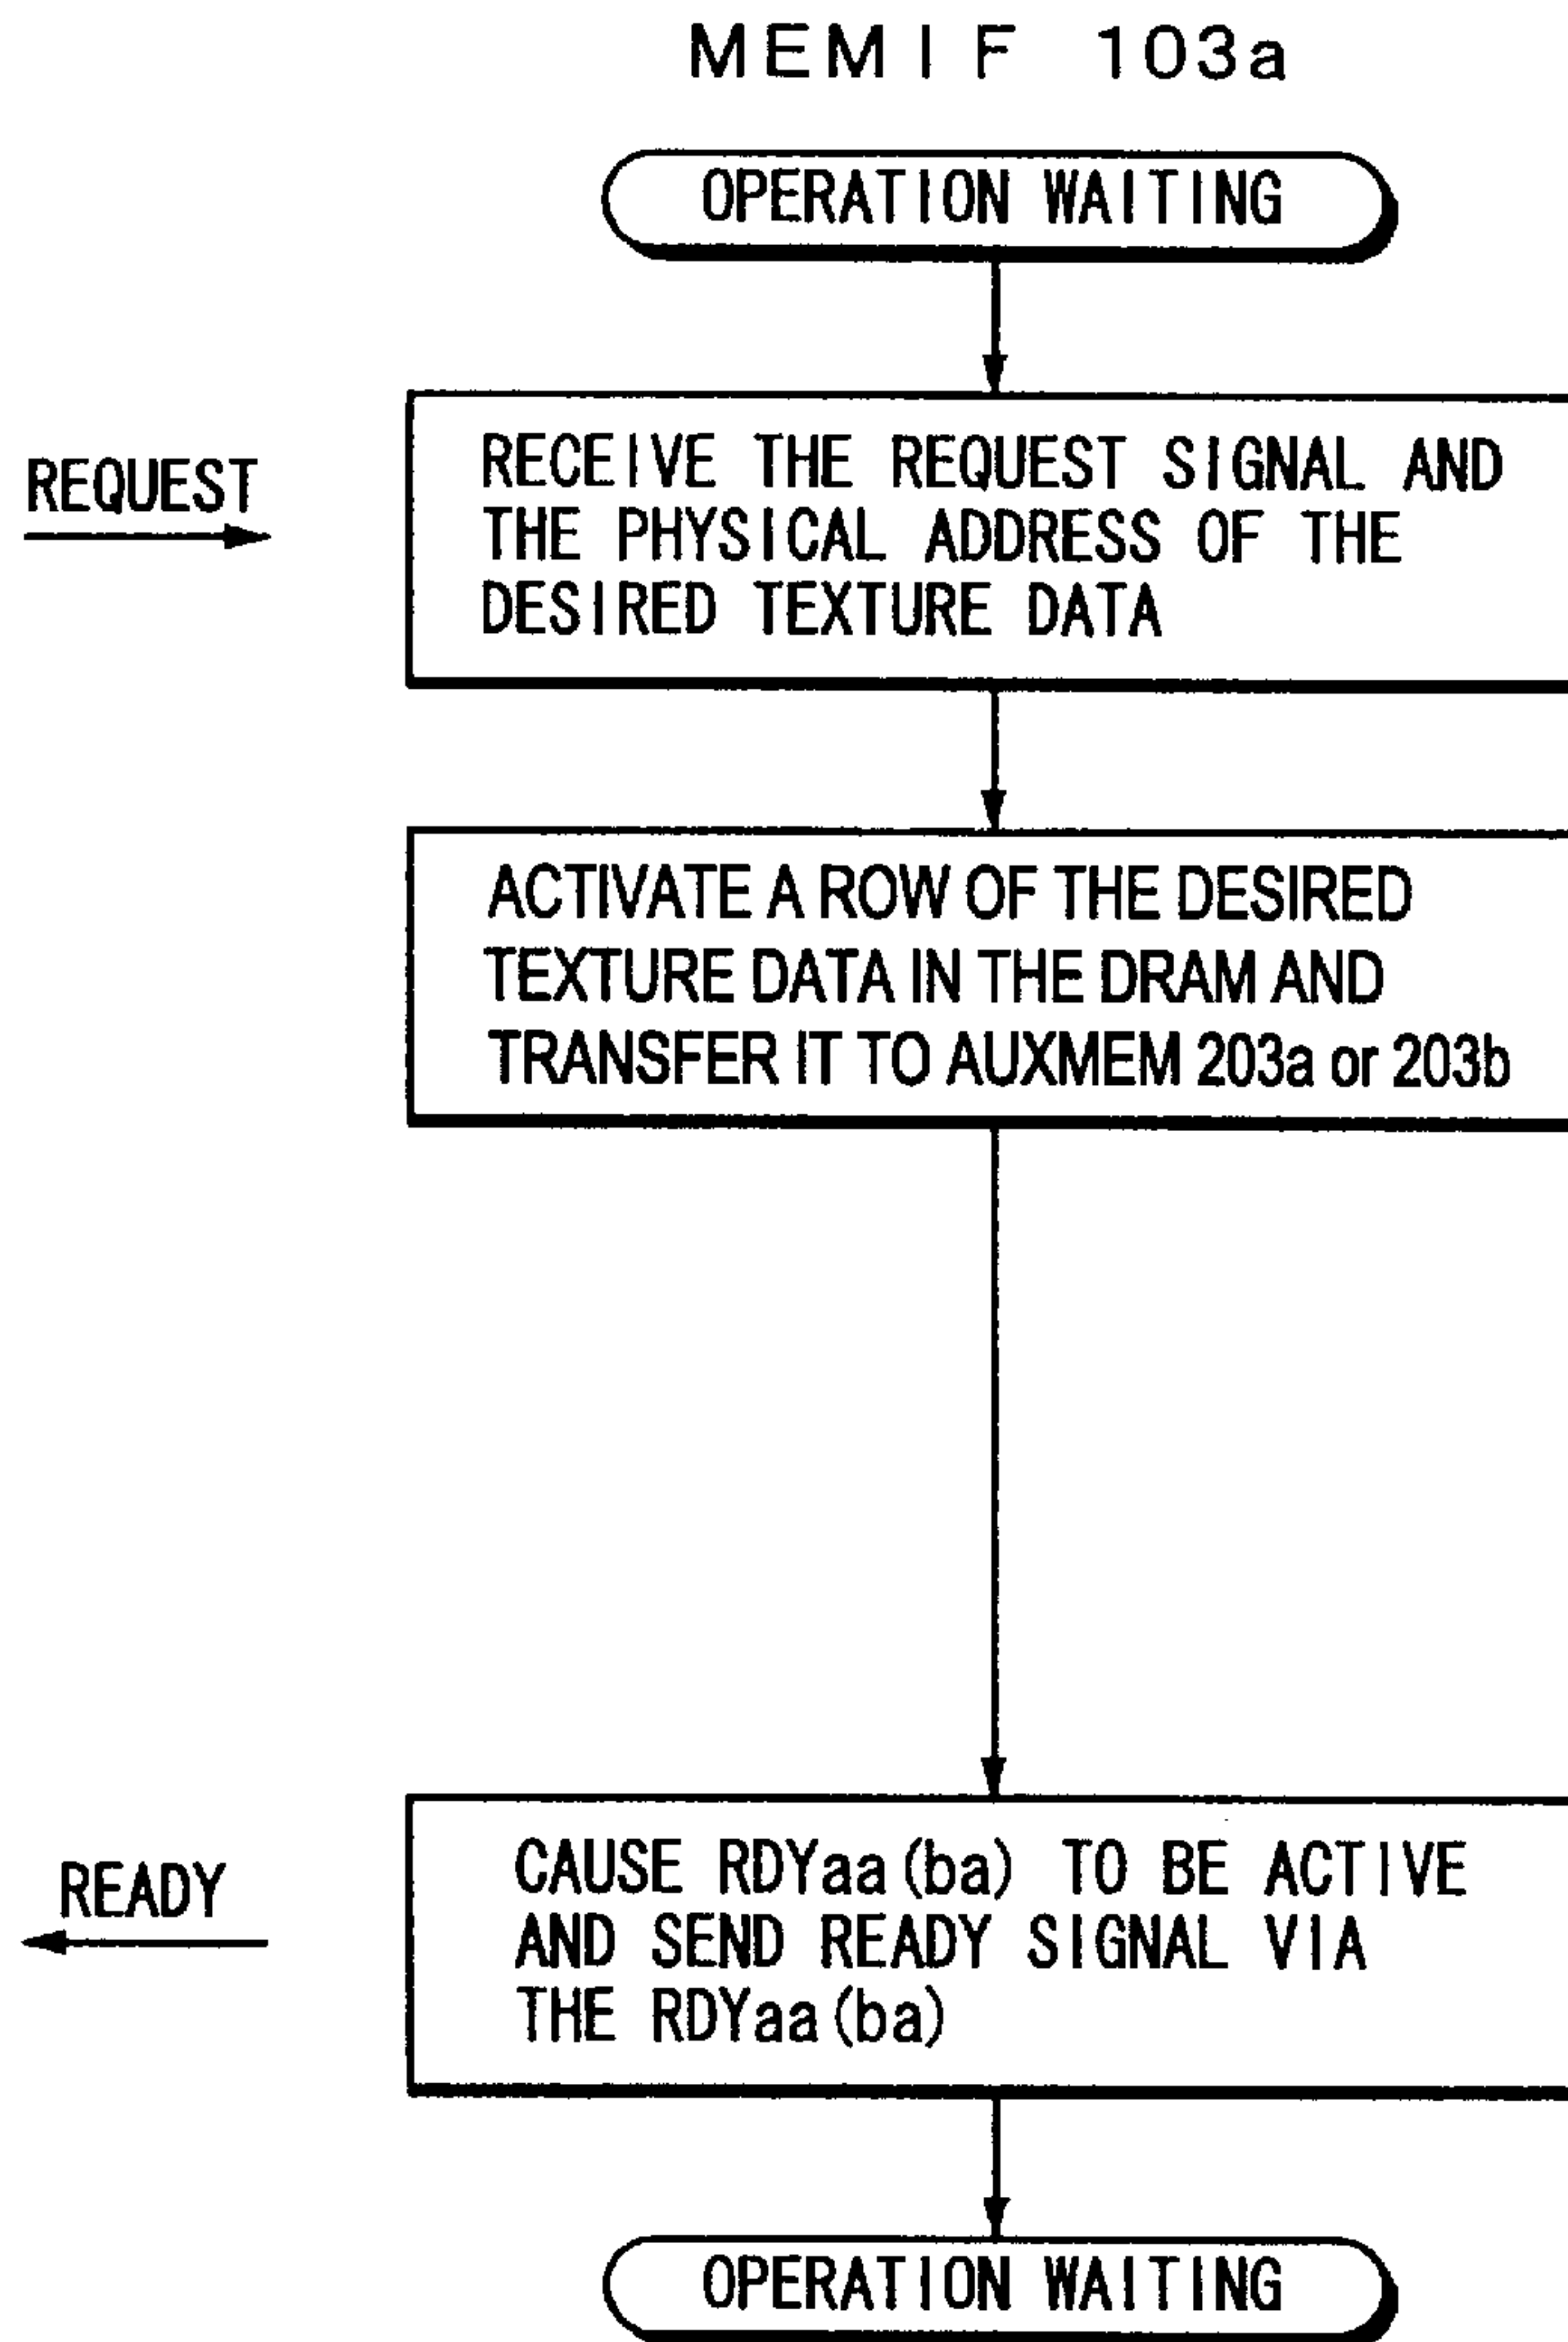 MEMIF 103a
OPERATION WAITING
REQUEST
RECEIVE THE REQUEST SIGNAL AND
THE PHYSICAL ADDRESS OF THE
DESIRED TEXTURE DATA
ACTIVATE A ROW OF THE DESIRED
TEXTURE DATA IN THE DRAM AND
TRANSFER IT TO AUXMEM 203a or 203b
READY
CAUSE RDYaa(ba) TO BE ACTIVE
AND SEND READY SIGNAL VIA
THE RDYaa(ba)
OPERATION WAITING